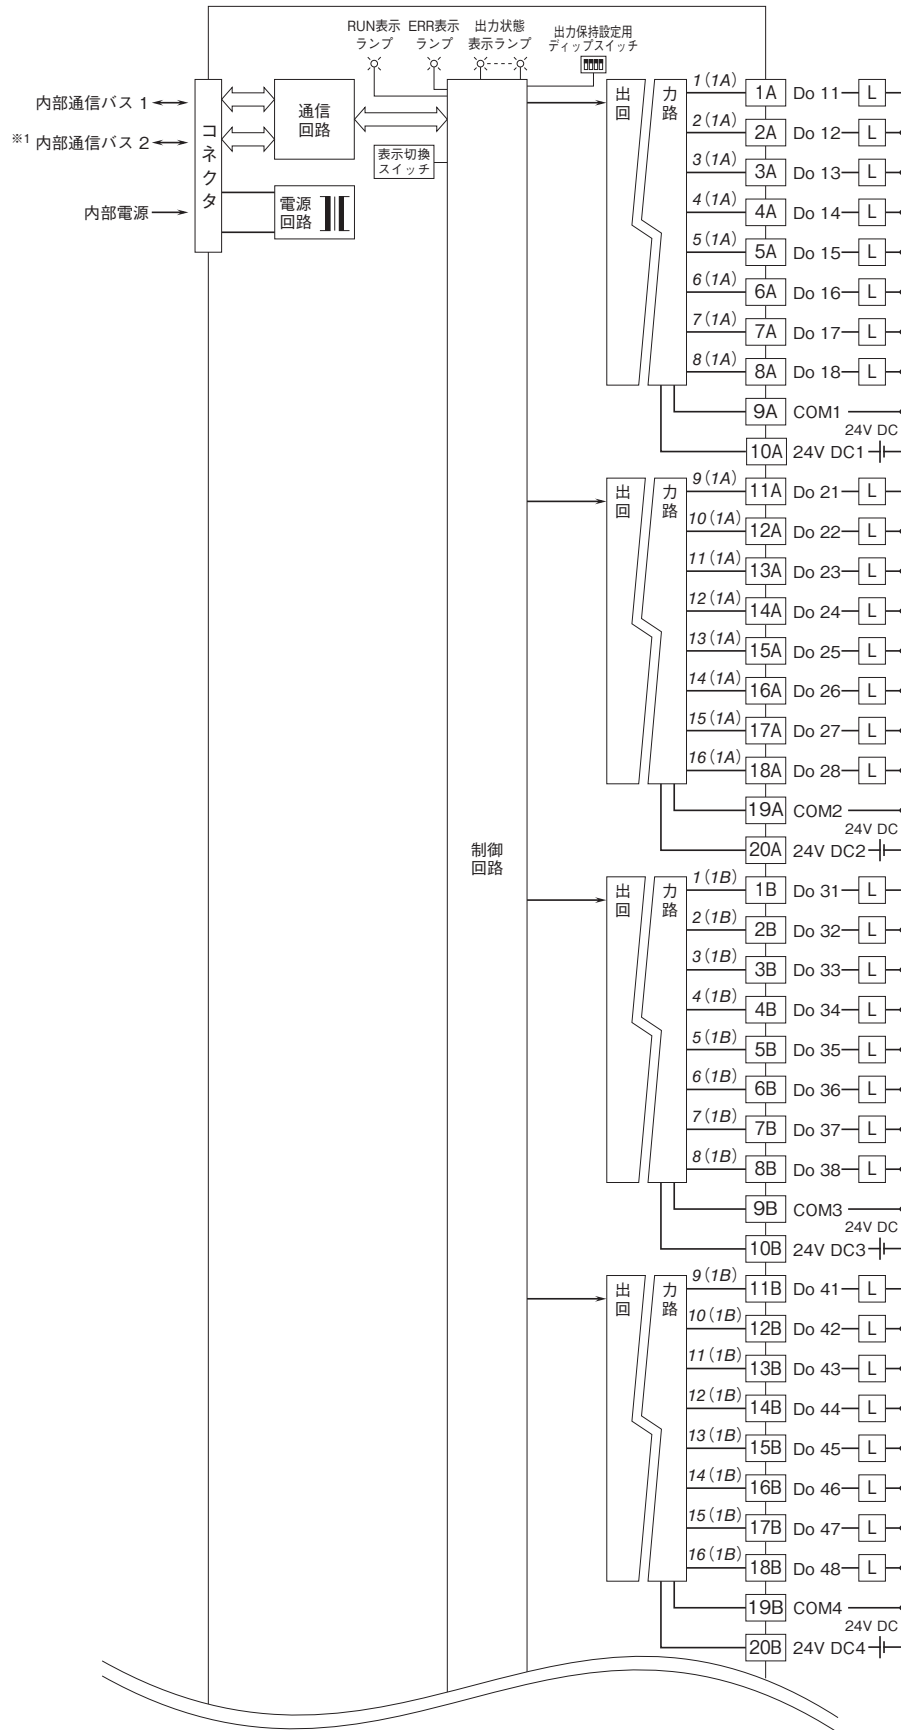 RUN表示
ランプ
ERR表示
ランプ
出力状態
表示ランプ
出力保持設定用
ディップスイッチ
内部通信バス 1
※1 内部通信バス 2
内部電源
コネクタ
通信
回路
電源
回路
表示切換
スイッチ
制御
回路
出力
回路
1(1A) 1A Do 11 L
2(1A) 2A Do 12 L
3(1A) 3A Do 13 L
4(1A) 4A Do 14 L
5(1A) 5A Do 15 L
6(1A) 6A Do 16 L
7(1A) 7A Do 17 L
8(1A) 8A Do 18 L
9A COM1
24V DC
10A 24V DC1
出力
回路
9(1A) 11A Do 21 L
10(1A) 12A Do 22 L
11(1A) 13A Do 23 L
12(1A) 14A Do 24 L
13(1A) 15A Do 25 L
14(1A) 16A Do 26 L
15(1A) 17A Do 27 L
16(1A) 18A Do 28 L
19A COM2
24V DC
20A 24V DC2
出力
回路
1(1B) 1B Do 31 L
2(1B) 2B Do 32 L
3(1B) 3B Do 33 L
4(1B) 4B Do 34 L
5(1B) 5B Do 35 L
6(1B) 6B Do 36 L
7(1B) 7B Do 37 L
8(1B) 8B Do 38 L
9B COM3
24V DC
10B 24V DC3
出力
回路
9(1B) 11B Do 41 L
10(1B) 12B Do 42 L
11(1B) 13B Do 43 L
12(1B) 14B Do 44 L
13(1B) 15B Do 45 L
14(1B) 16B Do 46 L
15(1B) 17B Do 47 L
16(1B) 18B Do 48 L
19B COM4
24V DC
20B 24V DC4